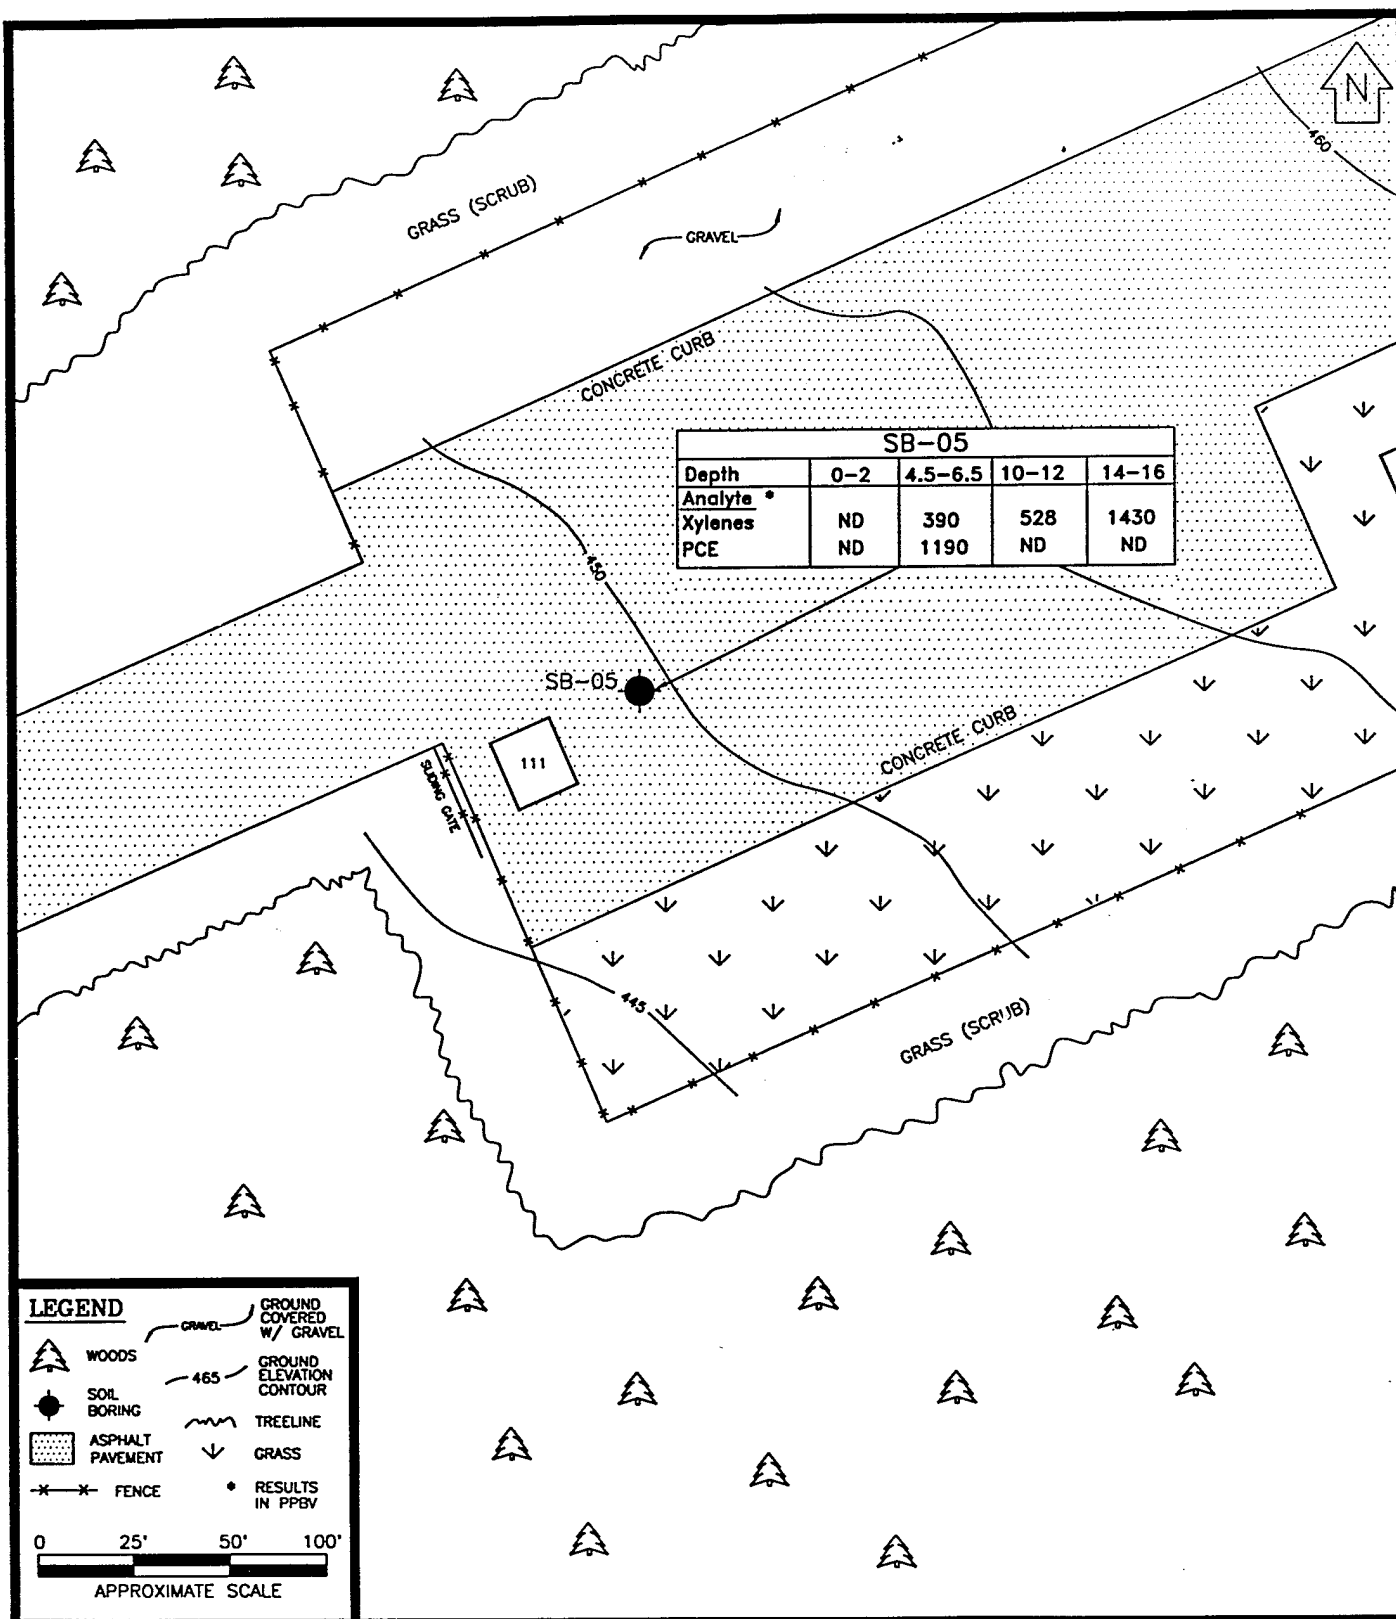 N
460
GRASS (SCRUB)
GRAVEL
CONCRETE CURB
SB-05
Depth 0-2 4.5-6.5 10-12 14-16
Analyte *
Xylenes ND 390 528 1430
PCE ND 1190 ND ND
450
SB-05
111
SLIDING GATE
CONCRETE CURB
445
GRASS (SCRUB)
LEGEND
WOODS
SOIL
BORING
ASPHALT
PAVEMENT
FENCE
GRAVEL
GROUND
COVERED
W/ GRAVEL
465
GROUND
ELEVATION
CONTOUR
TREELINE
GRASS
* RESULTS
IN PPBV
0 25' 50' 100'
APPROXIMATE SCALE